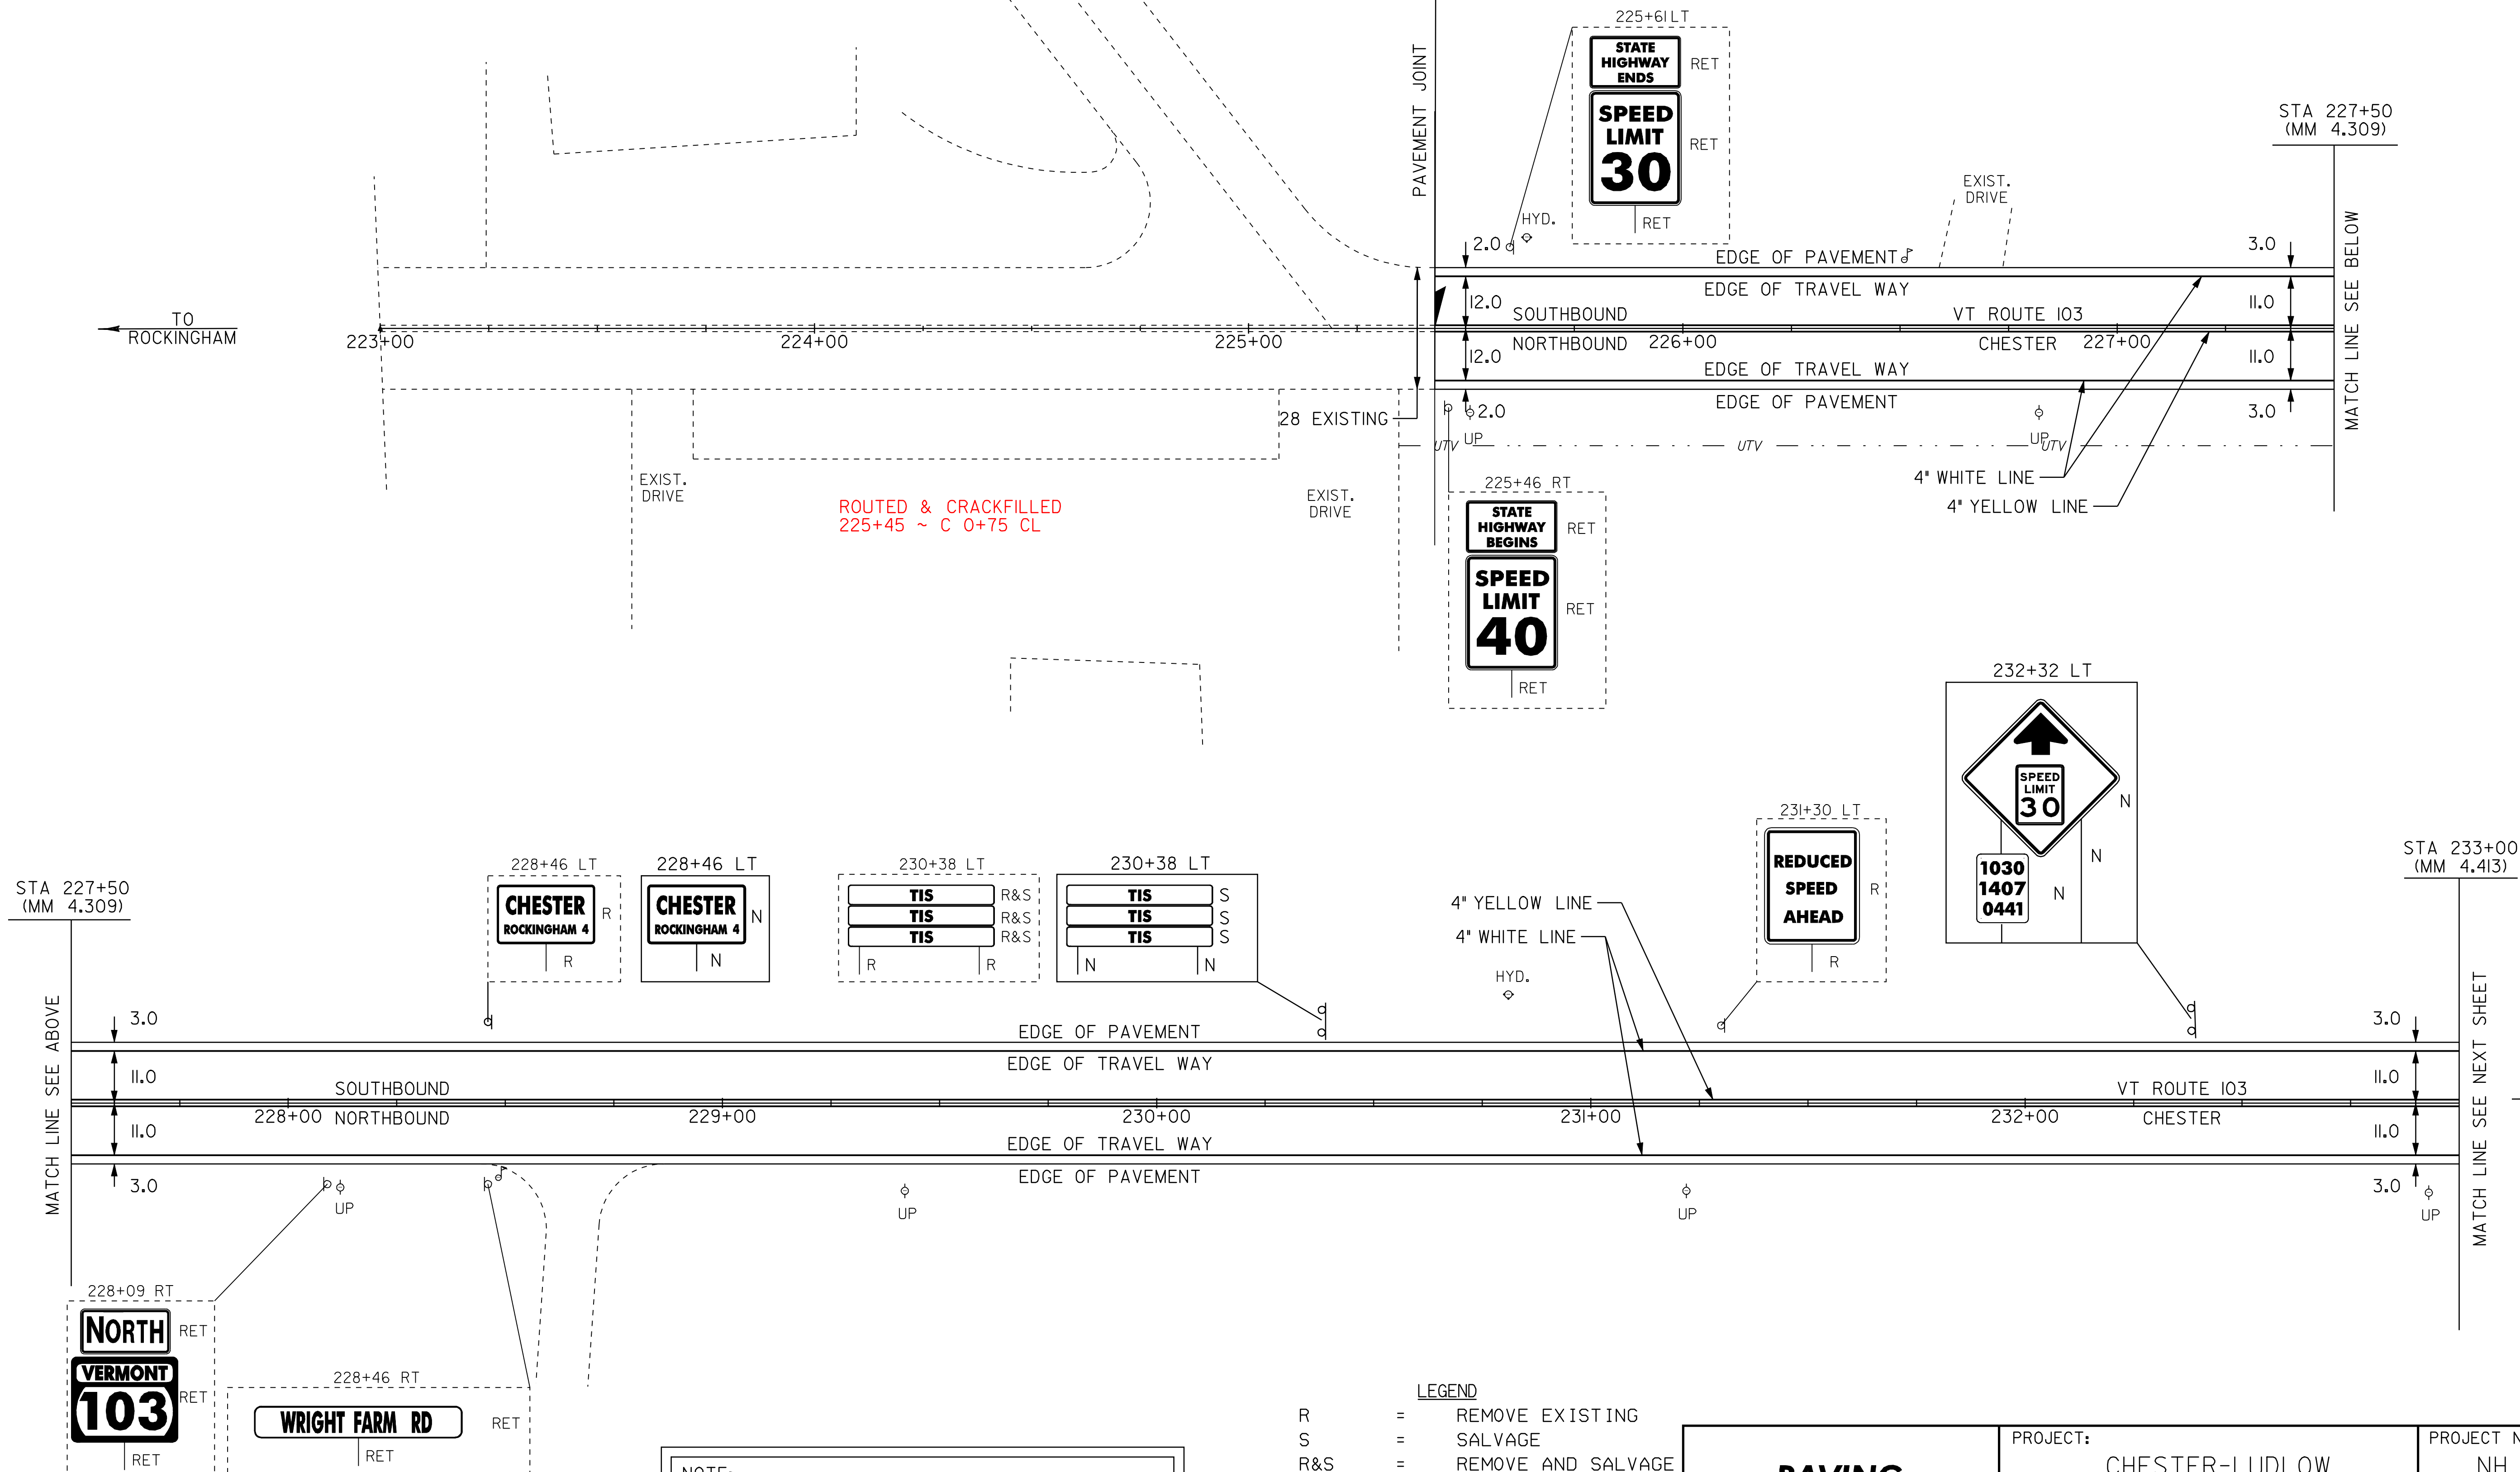 225+61 LT
STATE
HIGHWAY
ENDS
RET
SPEED
LIMIT
30
RET
RET
PAVEMENT JOINT
HYD.
EXIST.
DRIVE
STA 227+50
(MM 4.309)
2.0
EDGE OF PAVEMENT
3.0
EDGE OF TRAVEL WAY
12.0
SOUTHBOUND
VT ROUTE 103
11.0
TO
ROCKINGHAM
223+00
224+00
225+00
226+00
227+00
12.0
NORTHBOUND
CHESTER
11.0
EDGE OF TRAVEL WAY
EDGE OF PAVEMENT
2.0
3.0
MATCH LINE SEE BELOW
28 EXISTING
UP
UP
UTV
UTV
UTV
4" WHITE LINE
4" YELLOW LINE
EXIST.
DRIVE
ROUTED & CRACKFILLED
225+45 ~ C 0+75 CL
EXIST.
DRIVE
225+46 RT
STATE
HIGHWAY
BEGINS
RET
SPEED
LIMIT
40
RET
RET
232+32 LT
SPEED
LIMIT
30
N
N
1030
1407
0441
N
STA 227+50
(MM 4.309)
228+46 LT
CHESTER
ROCKINGHAM 4
R
R
228+46 LT
CHESTER
ROCKINGHAM 4
N
N
230+38 LT
TIS R&S
TIS R&S
TIS R&S
R R
230+38 LT
TIS S
TIS S
TIS S
N N
4" YELLOW LINE
4" WHITE LINE
HYD.
231+30 LT
REDUCED
SPEED
AHEAD
R
R
STA 233+00
(MM 4.413)
MATCH LINE SEE ABOVE
3.0
EDGE OF PAVEMENT
3.0
EDGE OF TRAVEL WAY
11.0
SOUTHBOUND
VT ROUTE 103
11.0
228+00
NORTHBOUND
229+00
230+00
231+00
232+00
CHESTER
11.0
11.0
EDGE OF TRAVEL WAY
EDGE OF PAVEMENT
3.0
3.0
MATCH LINE SEE NEXT SHEET
UP
UP
UP
UP
228+09 RT
NORTH
RET
VERMONT
103
RET
RET
228+46 RT
WRIGHT FARM RD
RET
RET
NOTE:
LEGEND
R = REMOVE EXISTING
S = SALVAGE
R&S = REMOVE AND SALVAGE
PAVING
PROJECT:
CHESTER-LUDLOW
PROJECT N
NH